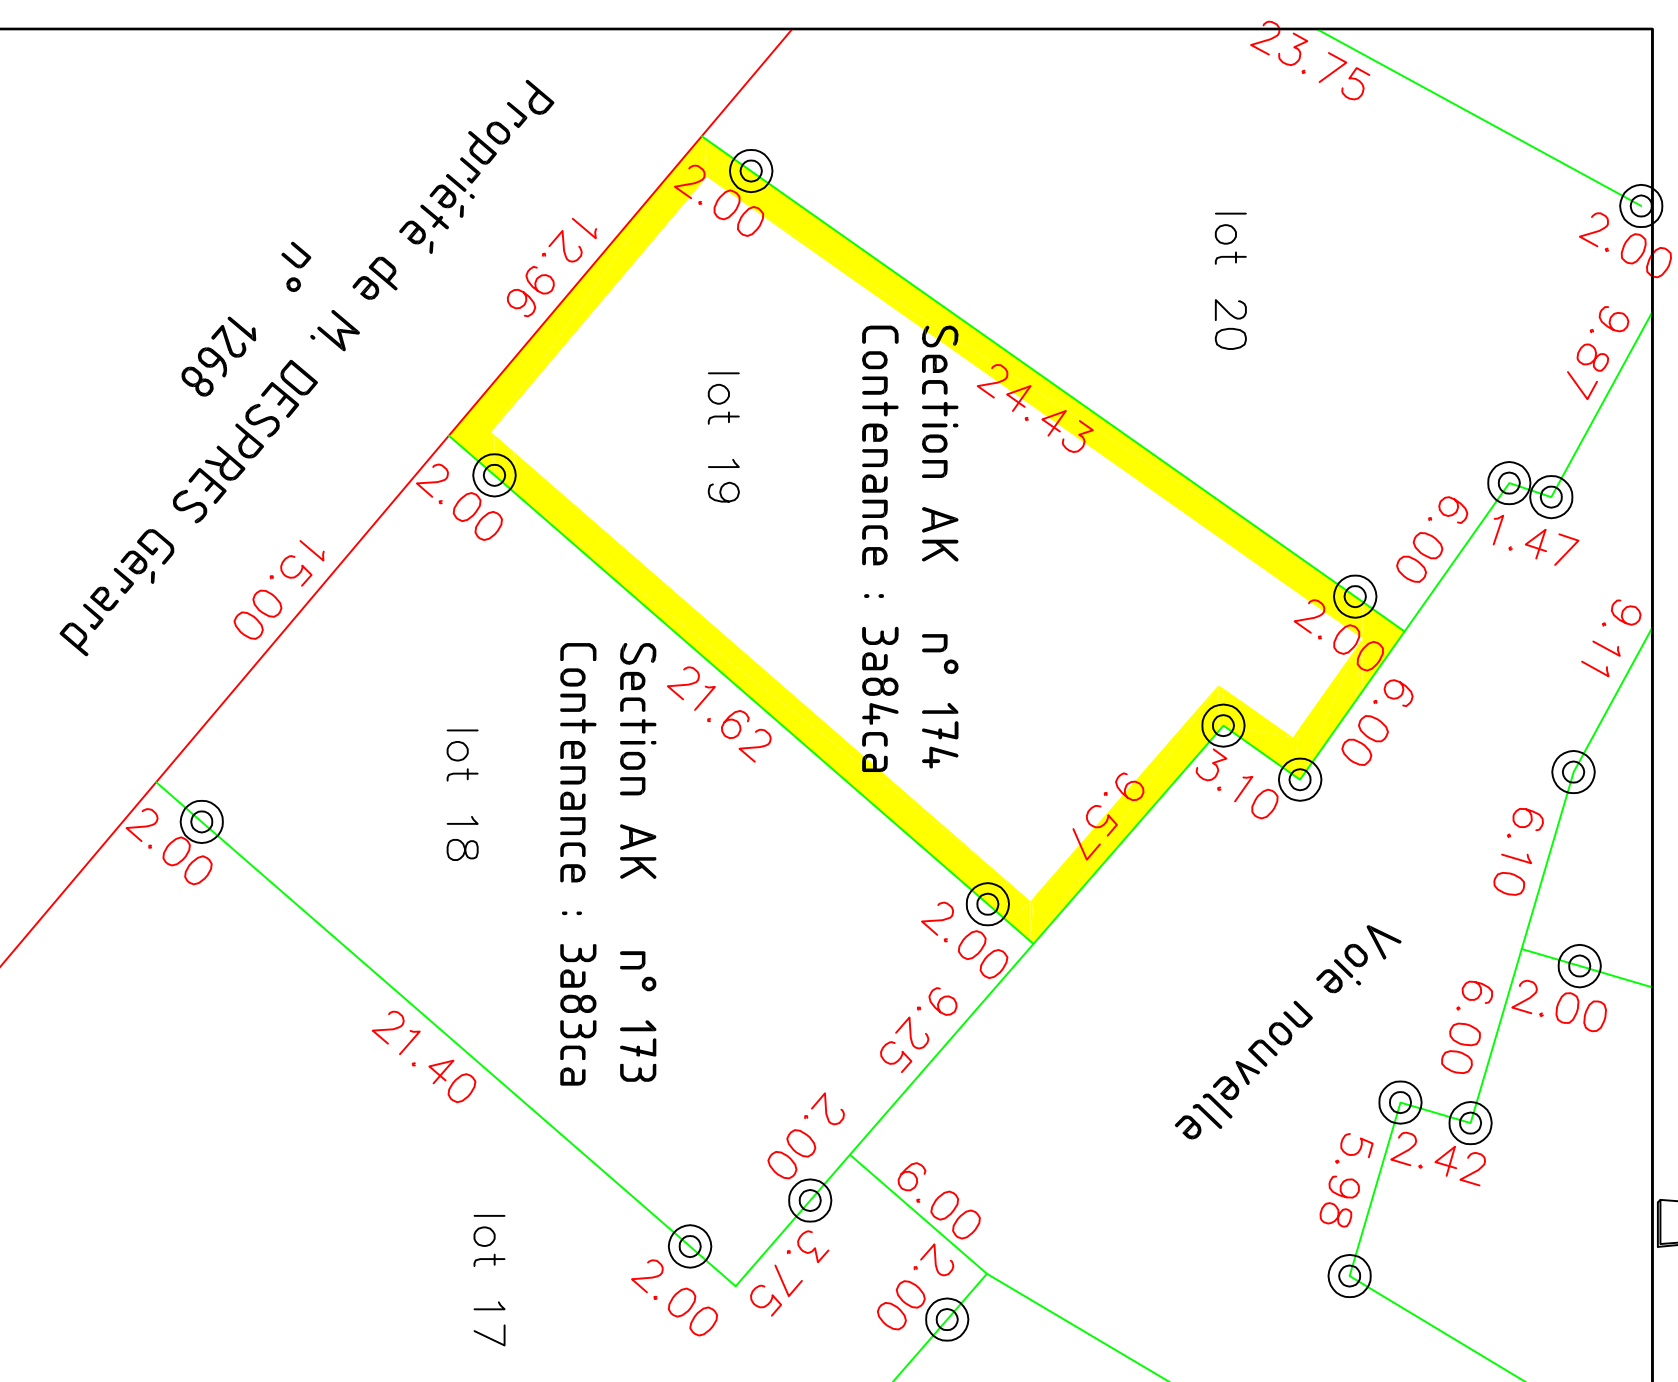 23.75
2.00
9.87
1.47
6.00
lot 20
Propriété de M. DESPRES Gérard
n° 1268
2.00
12.96
24.43
Section AK n° 174
Contenance : 3a84ca
lot 19
2.00
6.00
3.10
9.57
2.00
15.00
21.62
2.00
Section AK n° 173
Contenance : 3a83ca
lot 18
2.00
21.40
9.25
2.00
3.75
2.00
lot 17
6.00
2.00
Voie nouvelle
9.11
6.10
2.00
6.00
2.42
5.98